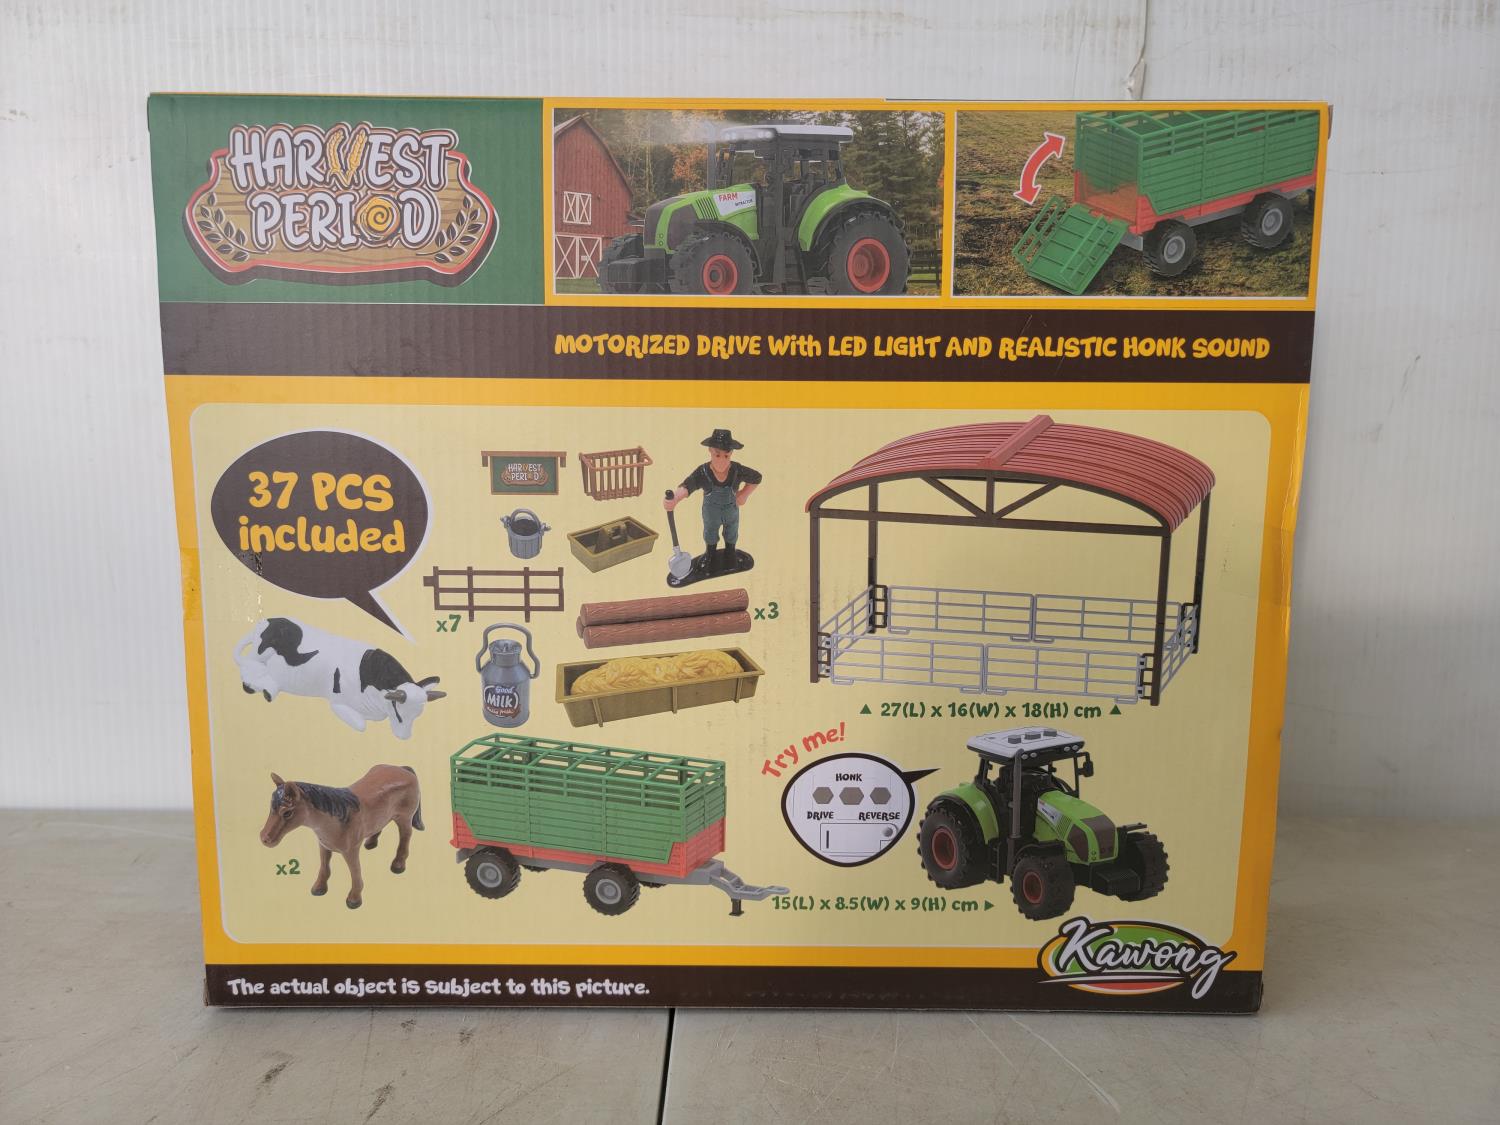 HARVEST
PERIOD
FARM
MOTORIZED DRIVE With LED LIGHT AND REALISTIC HONK SOUND
37 PCS
included
HARVEST
PERIOD
x7
x3
Good
Milk
27(L) x 16(W) x 18(H) cm
Try me!
HONK
DRIVE REVERSE
x2
15(L) x 8.5(W) x 9(H) cm
Kawong
The actual object is subject to this picture.